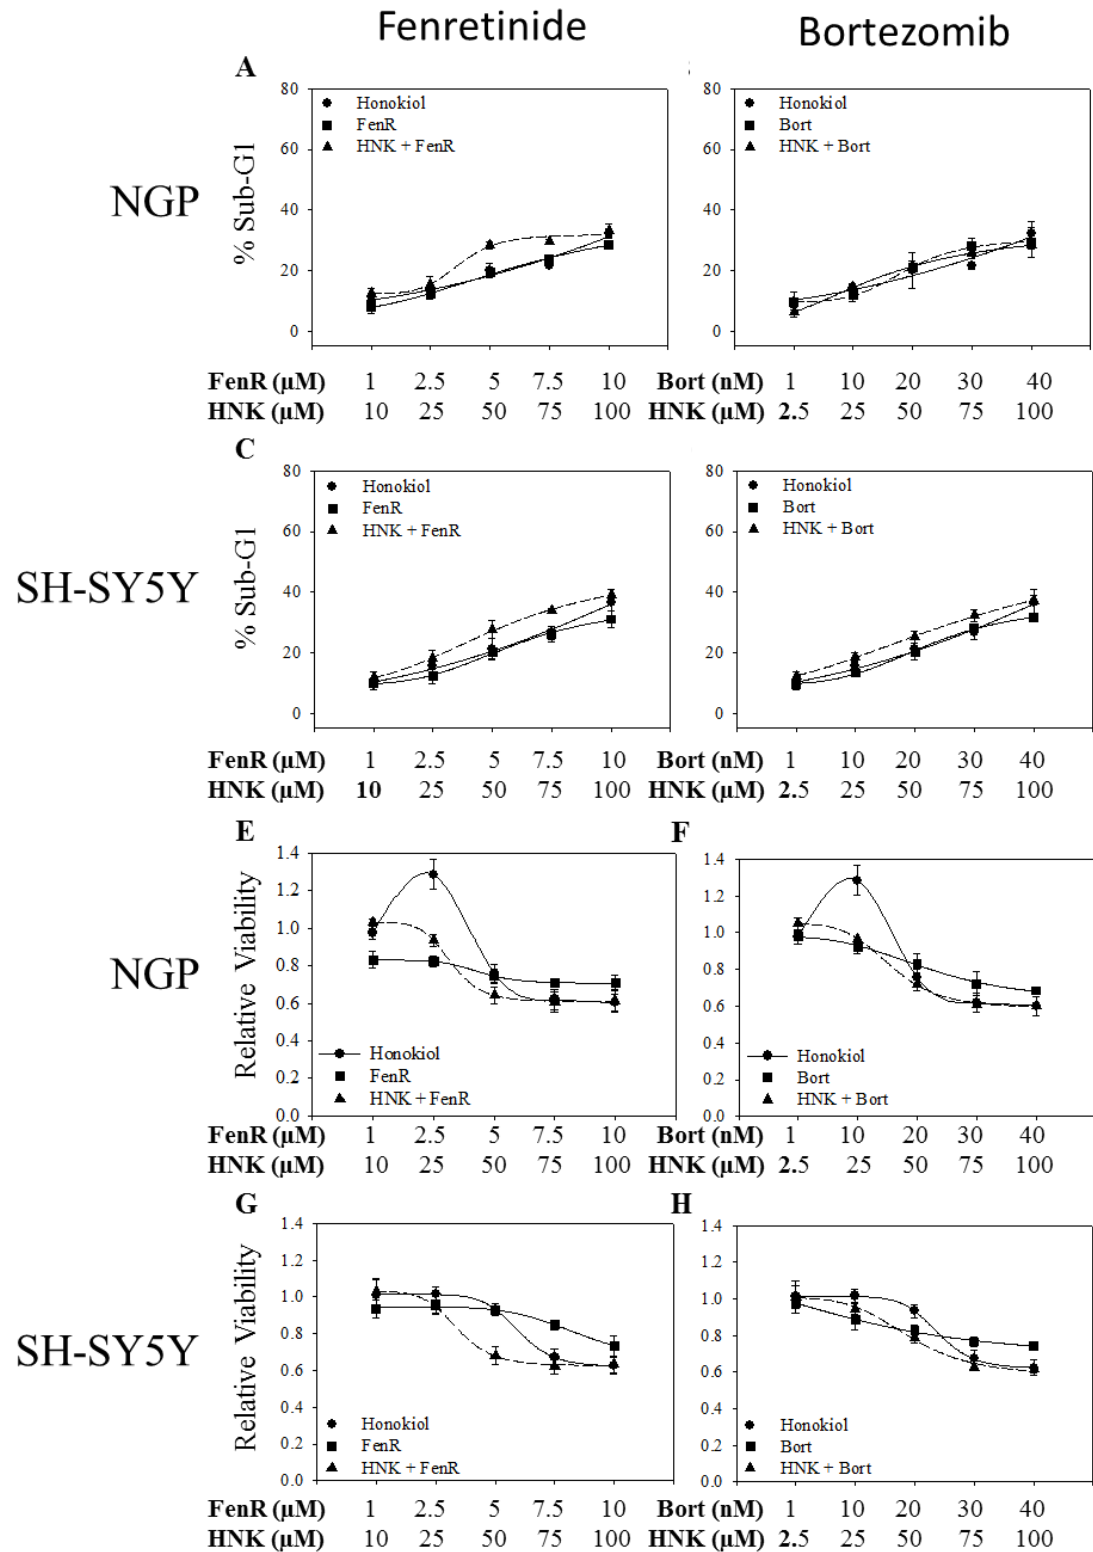 Fenretinide
Bortezomib
A
NGP
% Sub-G1
80
60
40
20
0
Honokiol
FenR
HNK + FenR
80
60
40
20
0
Honokiol
Bort
HNK + Bort
FenR (μM) 1 2.5 5 7.5 10
HNK (μM) 10 25 50 75 100
Bort (nM) 1 10 20 30 40
HNK (μM) 2.5 25 50 75 100
C
SH-SY5Y
% Sub-G1
80
60
40
20
0
Honokiol
FenR
HNK + FenR
80
60
40
20
0
Honokiol
Bort
HNK + Bort
FenR (μM) 1 2.5 5 7.5 10
HNK (μM) 10 25 50 75 100
Bort (nM) 1 10 20 30 40
HNK (μM) 2.5 25 50 75 100
E
NGP
Relative Viability
1.4
1.2
1.0
0.8
0.6
0.4
0.2
0.0
Honokiol
FenR
HNK + FenR
F
1.4
1.2
1.0
0.8
0.6
0.4
0.2
0.0
Honokiol
Bort
HNK + Bort
FenR (μM) 1 2.5 5 7.5 10
HNK (μM) 10 25 50 75 100
Bort (nM) 1 10 20 30 40
HNK (μM) 2.5 25 50 75 100
G
SH-SY5Y
Relative Viability
1.4
1.2
1.0
0.8
0.6
0.4
0.2
0.0
Honokiol
FenR
HNK + FenR
H
1.4
1.2
1.0
0.8
0.6
0.4
0.2
0.0
Honokiol
Bort
HNK + Bort
FenR (μM) 1 2.5 5 7.5 10
HNK (μM) 10 25 50 75 100
Bort (nM) 1 10 20 30 40
HNK (μM) 2.5 25 50 75 100